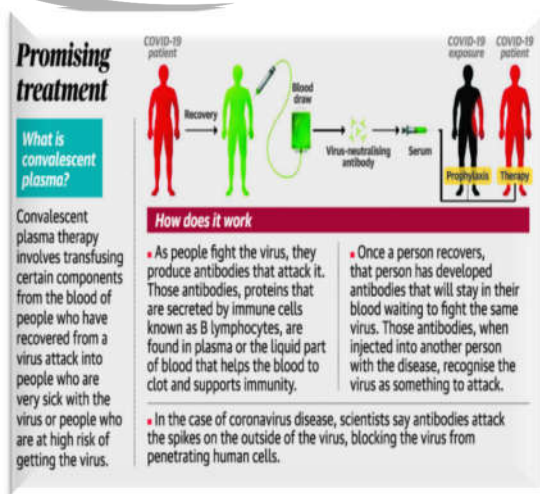 Promising
treatment
What is
convalescent
plasma?
Convalescent
plasma therapy
involves transfusing
certain components
from the blood of
people who have
recovered from a
virus attack into
people who are
very sick with the
virus or people who
are at high risk of
getting the virus.
COVID-19
patient
Recovery
Blood
draw
Virus-neutralising
antibody
Serum
COVID-19
exposure
COVID-19
patient
Prophylaxis
Therapy
How does it work
▪ As people fight the virus, they
produce antibodies that attack it.
Those antibodies, proteins that
are secreted by immune cells
known as B lymphocytes, are
found in plasma or the liquid part
of blood that helps the blood to
clot and supports immunity.
▪ Once a person recovers,
that person has developed
antibodies that will stay in their
blood waiting to fight the same
virus. Those antibodies, when
injected into another person
with the disease, recognise the
virus as something to attack.
▪ In the case of coronavirus disease, scientists say antibodies attack
the spikes on the outside of the virus, blocking the virus from
penetrating human cells.